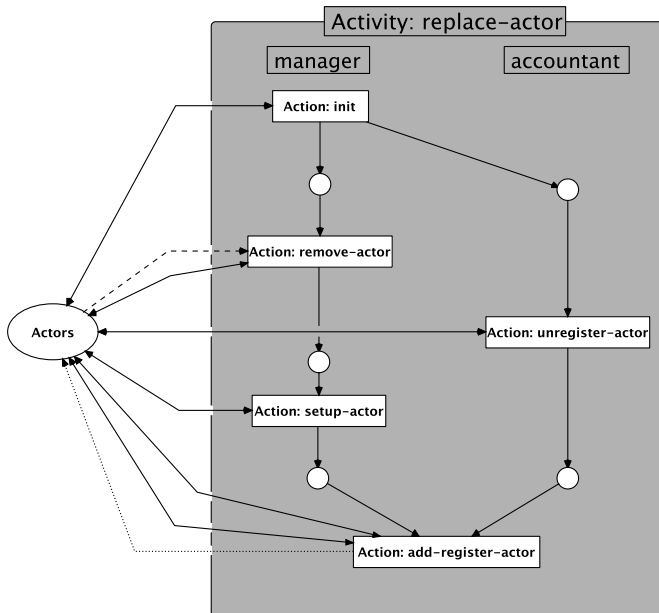 Activity: replace-actor
manager
accountant
Action: init
Action: remove-actor
Actors
Action: unregister-actor
Action: setup-actor
Action: add-register-actor